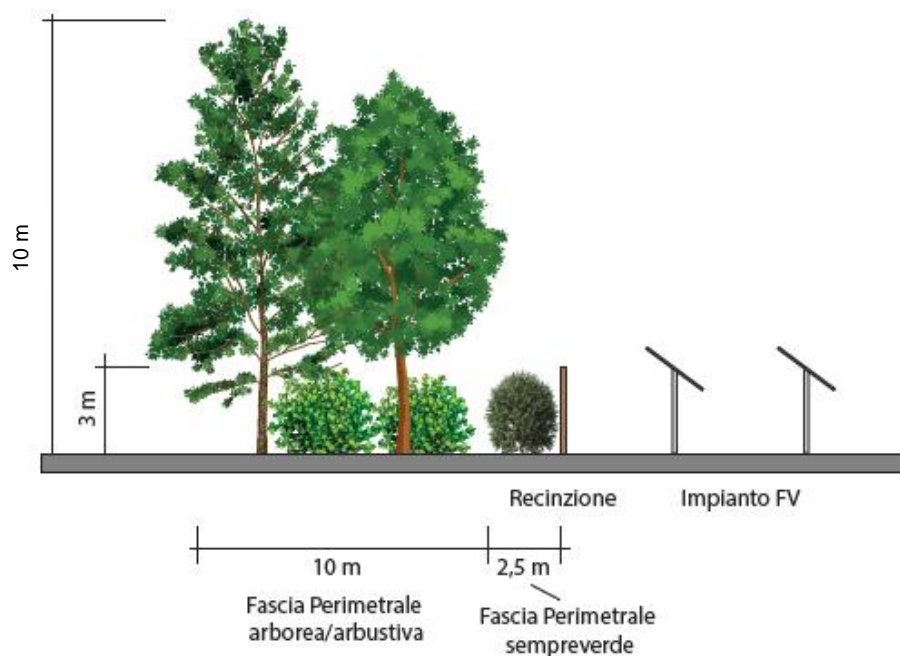 10 m
3 m
Recinzione
Impianto FV
10 m
2,5 m
Fascia Perimetrale
arborea/arbustiva
Fascia Perimetrale
sempreverde